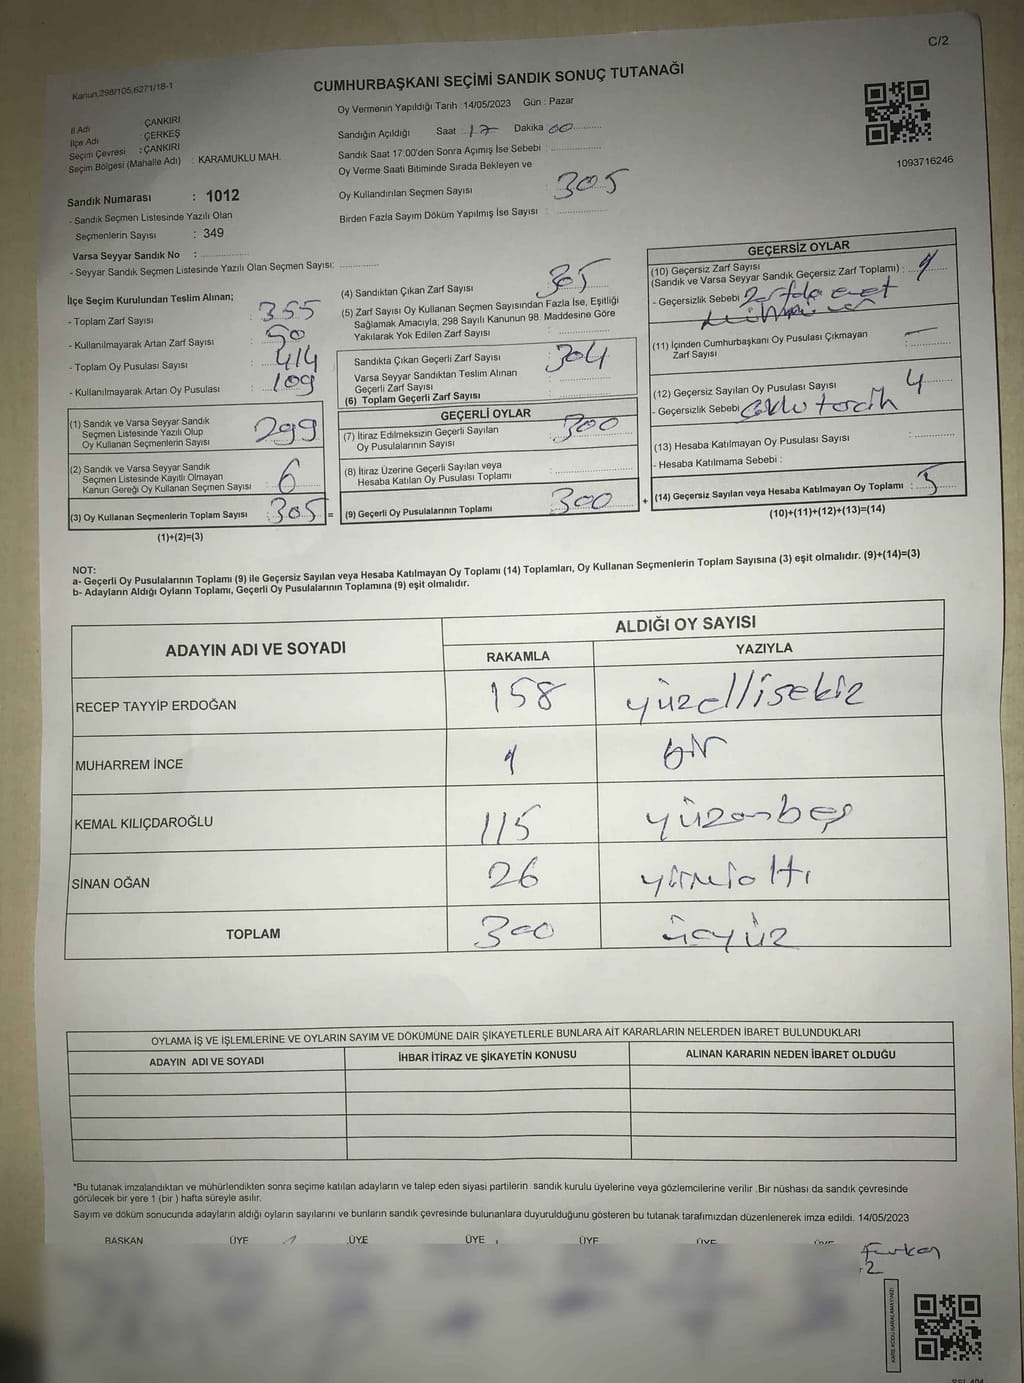 C/2
Kanun,298/105,6271/18-1
CUMHURBAŞKANI SEÇİMİ SANDIK SONUÇ TUTANAĞI
İl Adı ÇANKIRI
İlçe Adı : ÇERKEŞ
Seçim Çevresi : ÇANKIRI
Seçim Bölgesi (Mahalle Adı) : KARAMUKLU MAH.
Oy Vermenin Yapıldığı Tarih : 14/05/2023 Gün : Pazar
Sandığın Açıldığı Saat : 17 Dakika 00
Sandık Saat 17:00'den Sonra Açımış İse Sebebi :
Oy Verme Saati Bitiminde Sırada Bekleyen ve
Oy Kullandırılan Seçmen Sayısı : 305
Birden Fazla Sayım Döküm Yapılmış İse Sayısı :
1093716246
Sandık Numarası : 1012
- Sandık Seçmen Listesinde Yazılı Olan
Seçmenlerin Sayısı : 349
Varsa Seyyar Sandık No :
- Seyyar Sandık Seçmen Listesinde Yazılı Olan Seçmen Sayısı:
İlçe Seçim Kurulundan Teslim Alınan;
- Toplam Zarf Sayısı : 355
- Kullanılmayarak Artan Zarf Sayısı : 50
- Toplam Oy Pusulası Sayısı : 414
- Kullanılmayarak Artan Oy Pusulası : 109
(1) Sandık ve Varsa Seyyar Sandık
Seçmen Listesinde Yazılı Olup
Oy Kullanan Seçmenlerin Sayısı : 299
(2) Sandık ve Varsa Seyyar Sandık
Seçmen Listesinde Kayıtlı Olmayan
Kanun Gereği Oy Kullanan Seçmen Sayısı : 6
(3) Oy Kullanan Seçmenlerin Toplam Sayısı : 305 =
(1)+(2)=(3)
(4) Sandıktan Çıkan Zarf Sayısı : 305
(5) Zarf Sayısı Oy Kullanan Seçmen Sayısından Fazla İse, Eşitliği
Sağlamak Amacıyla, 298 Sayılı Kanunun 98. Maddesine Göre
Yakılarak Yok Edilen Zarf Sayısı :
Sandıkta Çıkan Geçerli Zarf Sayısı : 304
Varsa Seyyar Sandıktan Teslim Alınan
Geçerli Zarf Sayısı :
(6) Toplam Geçerli Zarf Sayısı :
GEÇERLİ OYLAR
(7) İtiraz Edilmeksizin Geçerli Sayılan
Oy Pusulalarının Sayısı : 300
(8) İtiraz Üzerine Geçerli Sayılan veya
Hesaba Katılan Oy Pusulası Toplamı :
(9) Geçerli Oy Pusulalarının Toplamı : 300 +
GEÇERSİZ OYLAR
(10) Geçersiz Zarf Sayısı
(Sandık ve Varsa Seyyar Sandık Geçersiz Zarf Toplamı) : 1
- Geçersizlik Sebebi Zarfda evet
(11) İçinden Cumhurbaşkanı Oy Pusulası Çıkmayan
Zarf Sayısı : —
(12) Geçersiz Sayılan Oy Pusulası Sayısı : 4
- Geçersizlik Sebebi
(13) Hesaba Katılmayan Oy Pusulası Sayısı :
- Hesaba Katılmama Sebebi :
(14) Geçersiz Sayılan veya Hesaba Katılmayan Oy Toplamı : 5
(10)+(11)+(12)+(13)=(14)
NOT:
a- Geçerli Oy Pusulalarının Toplamı (9) ile Geçersiz Sayılan veya Hesaba Katılmayan Oy Toplamı (14) Toplamları, Oy Kullanan Seçmenlerin Toplam Sayısına (3) eşit olmalıdır. (9)+(14)=(3)
b- Adayların Aldığı Oyların Toplamı, Geçerli Oy Pusulalarının Toplamına (9) eşit olmalıdır.
ADAYIN ADI VE SOYADI
ALDIĞI OY SAYISI
RAKAMLA YAZIYLA
RECEP TAYYİP ERDOĞAN 158 yüzellisekiz
MUHARREM İNCE 1 bir
KEMAL KILIÇDAROĞLU 115 yüzonbeş
SİNAN OĞAN 26 yirmialtı
TOPLAM 300 üçyüz
OYLAMA İŞ VE İŞLEMLERİNE VE OYLARIN SAYIM VE DÖKÜMÜNE DAİR ŞİKAYETLERLE BUNLARA AİT KARARLARIN NELERDEN İBARET BULUNDUKLARI
ADAYIN ADI VE SOYADI İHBAR İTİRAZ VE ŞİKAYETİN KONUSU ALINAN KARARIN NEDEN İBARET OLDUĞU
*Bu tutanak imzalandıktan ve mühürlendikten sonra seçime katılan adayların ve talep eden siyasi partilerin sandık kurulu üyelerine veya gözlemcilerine verilir .Bir nüshası da sandık çevresinde
görülecek bir yere 1 (bir ) hafta süreyle asılır.
Sayım ve döküm sonucunda adayların aldığı oyların sayılarını ve bunların sandık çevresinde bulunanlara duyurulduğunu gösteren bu tutanak tarafımızdan düzenlenerek imza edildi. 14/05/2023
BAŞKAN ÜYE ÜYE ÜYE ÜYE ÜYE ÜYE
Furkan
2